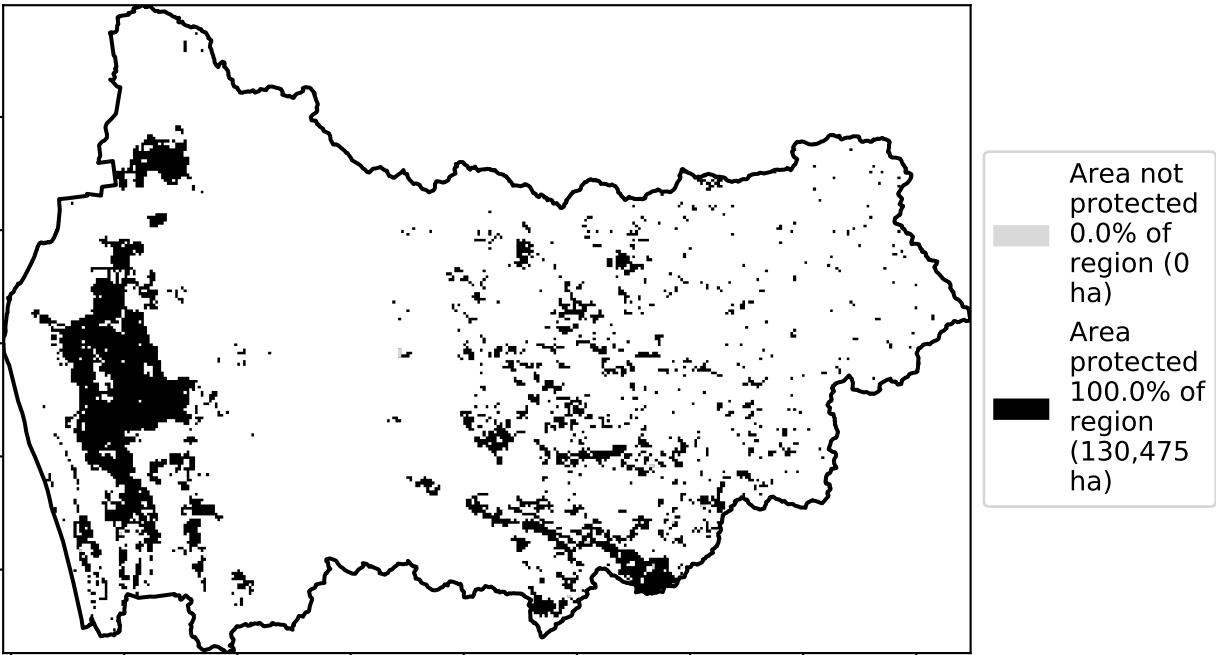 Area not
protected
0.0% of
region (0
ha)
Area
protected
100.0% of
region
(130,475
ha)